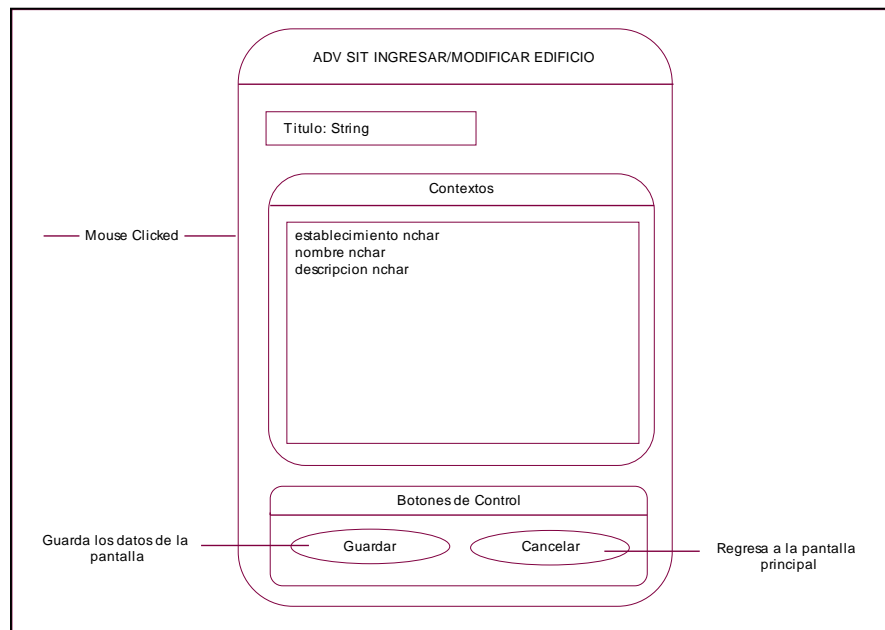 ADV SIT INGRESAR/MODIFICAR EDIFICIO
Titulo: String
Contextos
Mouse Clicked
establecimiento nchar
nombre nchar
descripcion nchar
Botones de Control
Guarda los datos de la
pantalla
Guardar
Cancelar
Regresa a la pantalla
principal